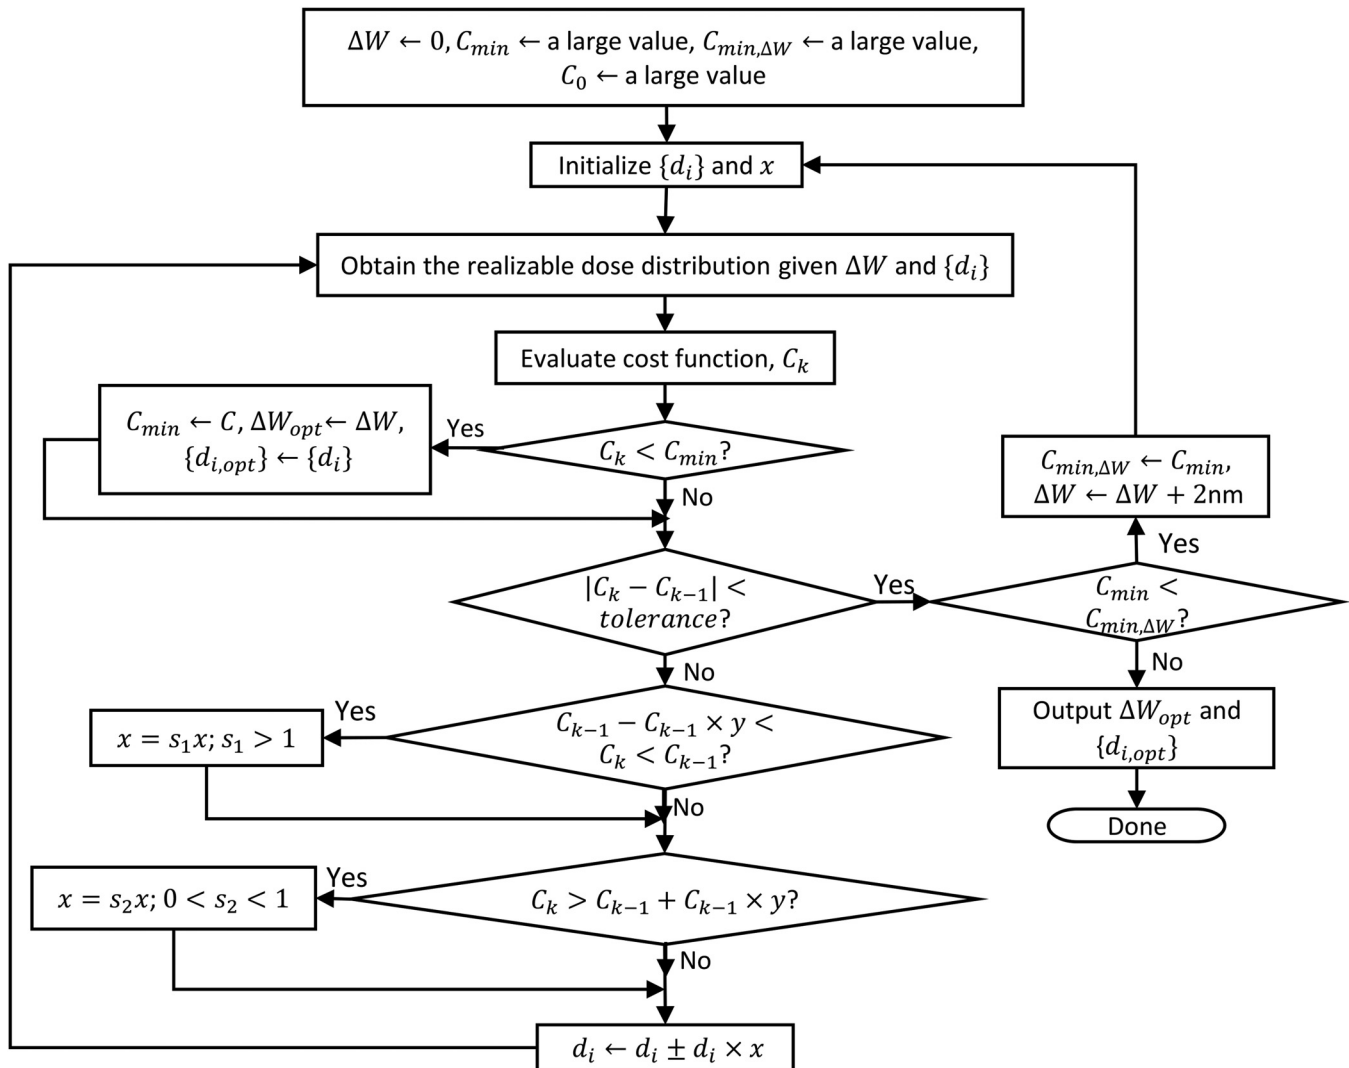 ΔW ← 0, C_min ← a large value, C_min,ΔW ← a large value,
C_0 ← a large value
Initialize {d_i} and x
Obtain the realizable dose distribution given ΔW and {d_i}
Evaluate cost function, C_k
C_min ← C, ΔW_opt ← ΔW,
{d_i,opt} ← {d_i}
Yes
C_k < C_min?
No
C_min,ΔW ← C_min,
ΔW ← ΔW + 2nm
Yes
|C_k − C_k−1| <
tolerance?
Yes
C_min <
C_min,ΔW?
No
No
Output ΔW_opt and
{d_i,opt}
Done
x = s_1x; s_1 > 1
Yes
C_k−1 − C_k−1 × y <
C_k < C_k−1?
No
x = s_2x; 0 < s_2 < 1
Yes
C_k > C_k−1 + C_k−1 × y?
No
d_i ← d_i ± d_i × x